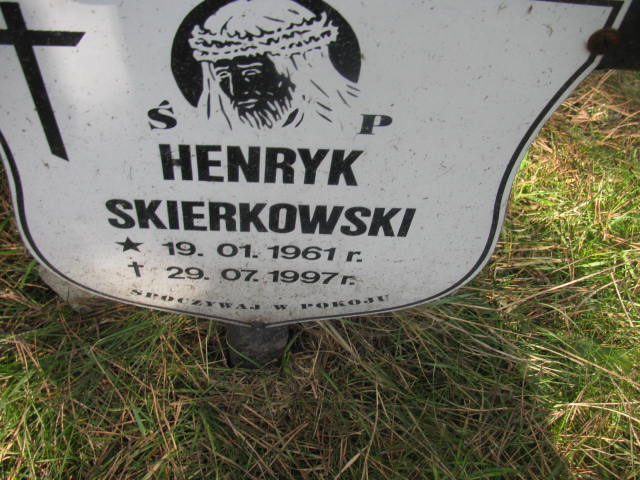 Ś P
HENRYK
SKIERKOWSKI
★ 19. 01. 1961 r.
† 29. 07. 1997 r.
SPOCZYWAJ W POKOJU